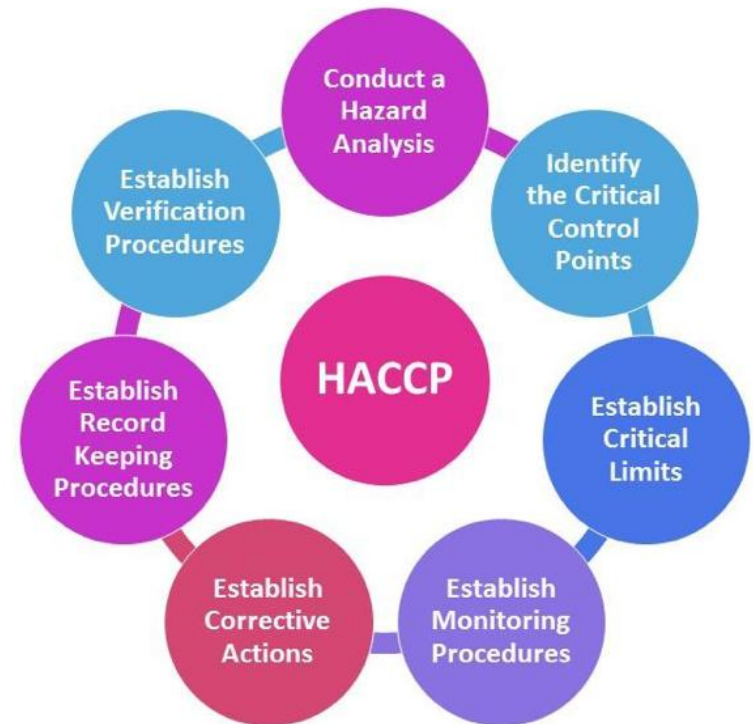 Conduct a
Hazard
Analysis
Identify
the Critical
Control
Points
Establish
Critical
Limits
Establish
Monitoring
Procedures
Establish
Corrective
Actions
Establish
Record
Keeping
Procedures
Establish
Verification
Procedures
HACCP